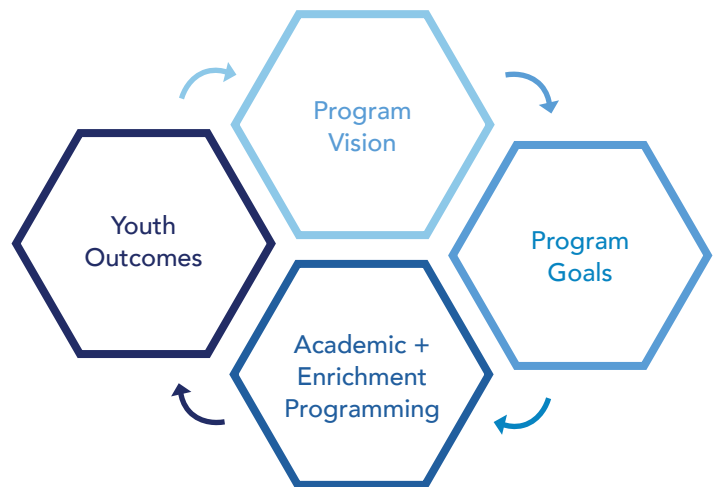 Program
Vision
Youth
Outcomes
Program
Goals
Academic +
Enrichment
Programming